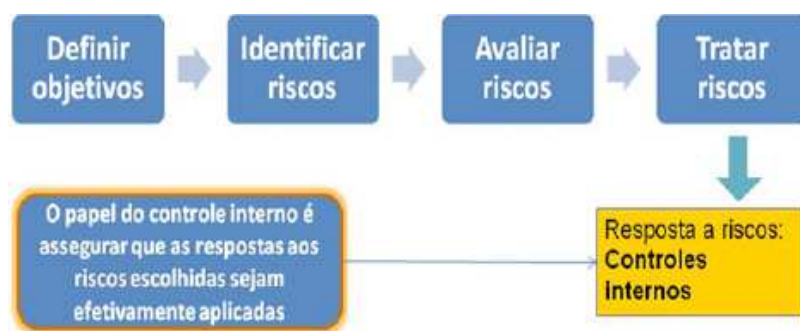 Definir
objetivos
Identificar
riscos
Avaliar
riscos
Tratar
riscos
O papel do controle interno é
assegurar que as respostas aos
riscos escolhidas sejam
efetivamente aplicadas
Resposta a riscos:
Controles
Internos